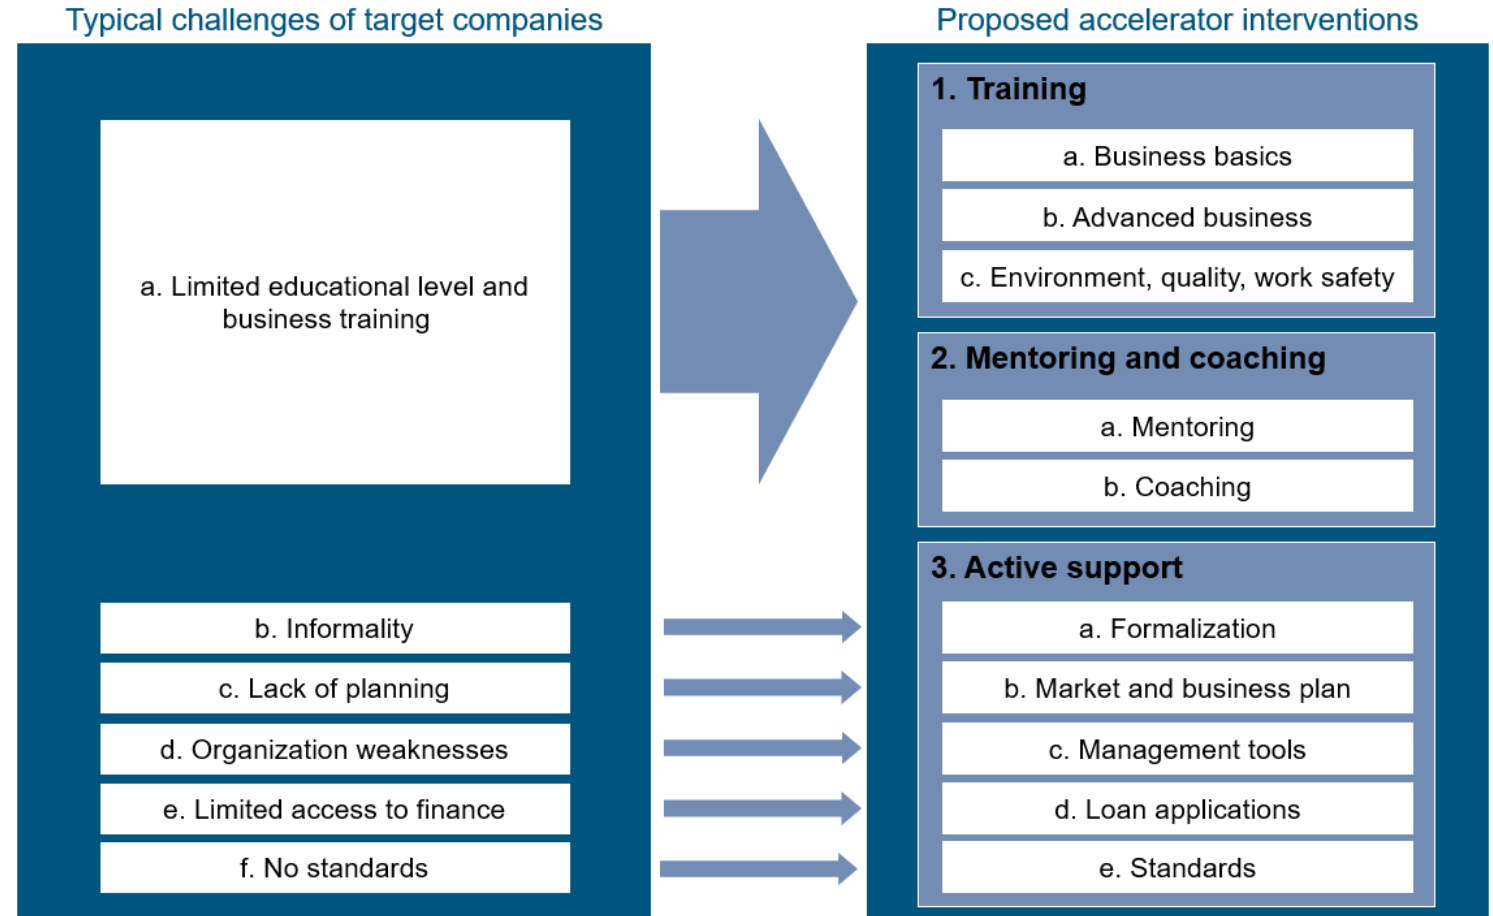 Typical challenges of target companies
a. Limited educational level and
business training
b. Informality
c. Lack of planning
d. Organization weaknesses
e. Limited access to finance
f. No standards
Proposed accelerator interventions
1. Training
a. Business basics
b. Advanced business
c. Environment, quality, work safety
2. Mentoring and coaching
a. Mentoring
b. Coaching
3. Active support
a. Formalization
b. Market and business plan
c. Management tools
d. Loan applications
e. Standards